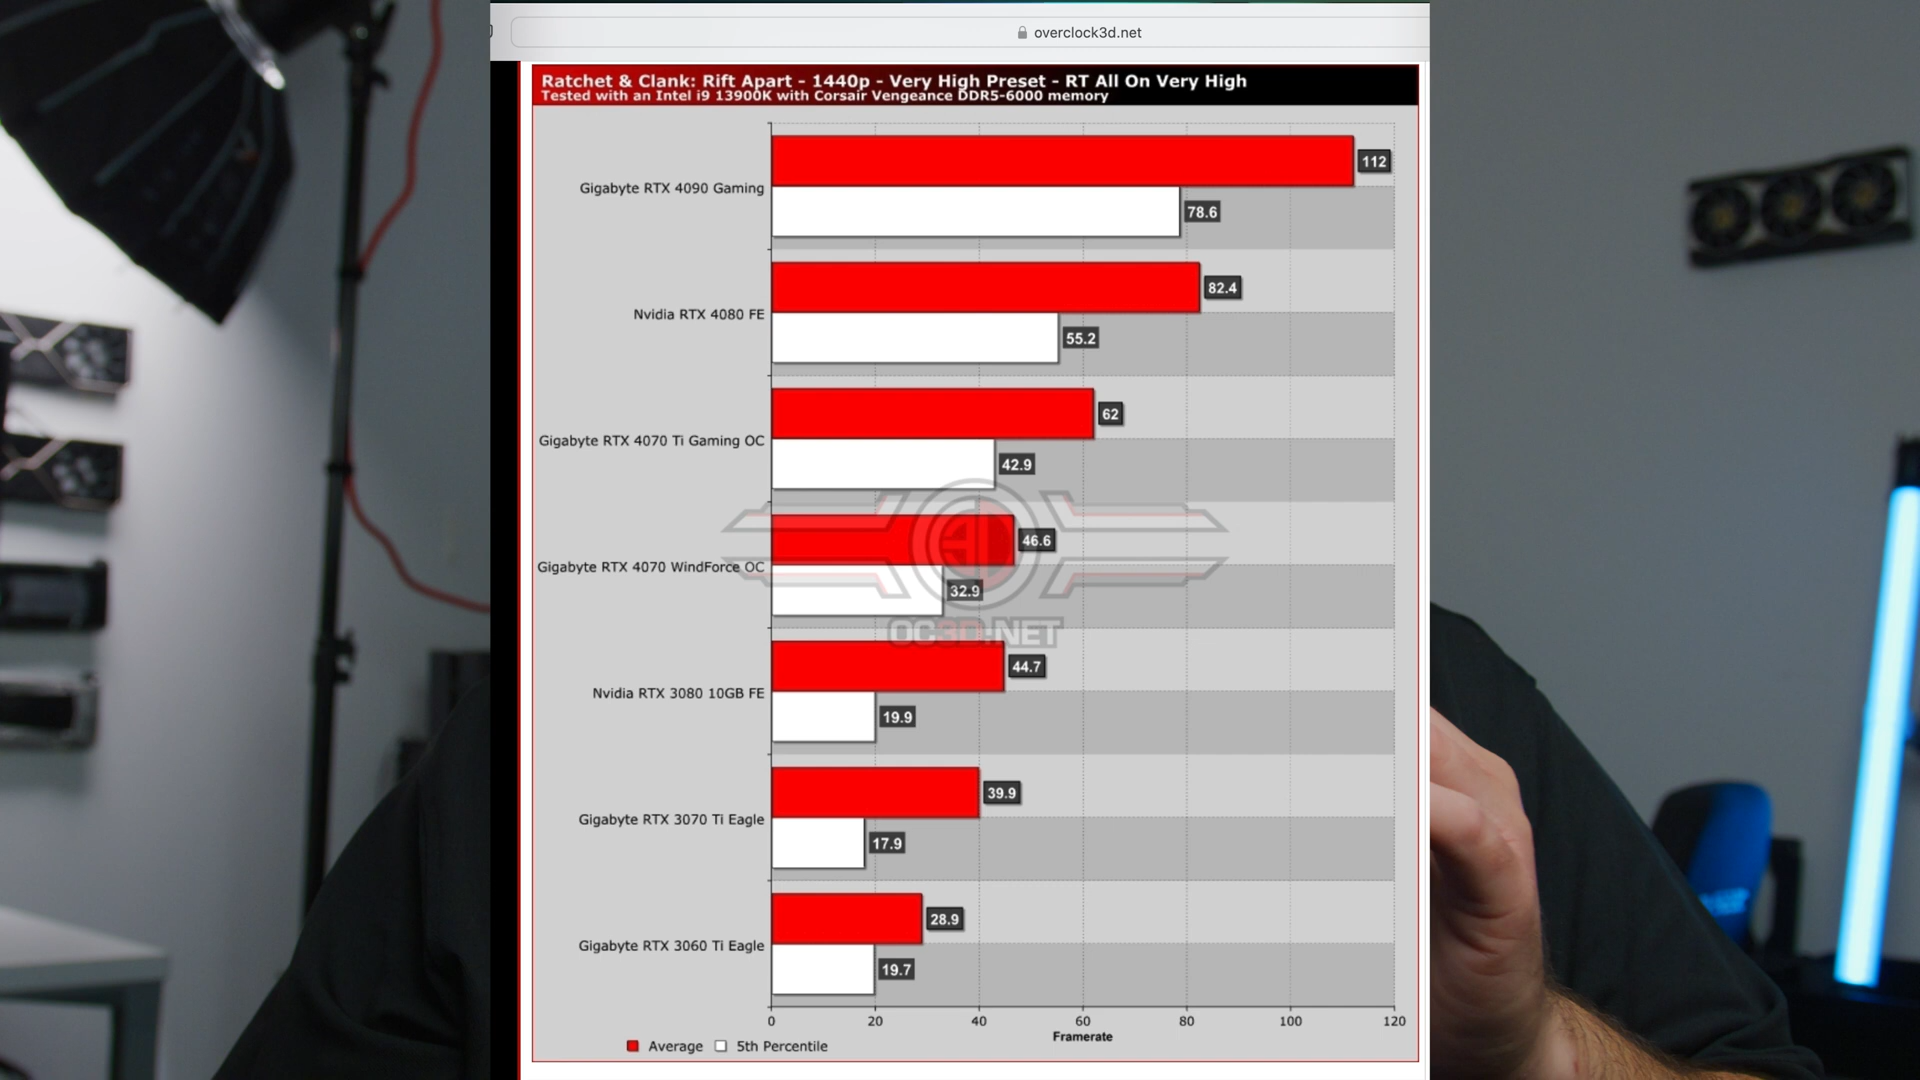 overclock3d.net
Ratchet & Clank: Rift Apart - 1440p - Very High Preset - RT All On Very High
Tested with an Intel i9 13900K with Corsair Vengeance DDR5-6000 memory
Gigabyte RTX 4090 Gaming
112
78.6
Nvidia RTX 4080 FE
82.4
55.2
Gigabyte RTX 4070 Ti Gaming OC
62
42.9
Gigabyte RTX 4070 WindForce OC
46.6
32.9
OC3D.NET
Nvidia RTX 3080 10GB FE
44.7
19.9
Gigabyte RTX 3070 Ti Eagle
39.9
17.9
Gigabyte RTX 3060 Ti Eagle
28.9
19.7
0 20 40 60 80 100 120
Framerate
Average 5th Percentile